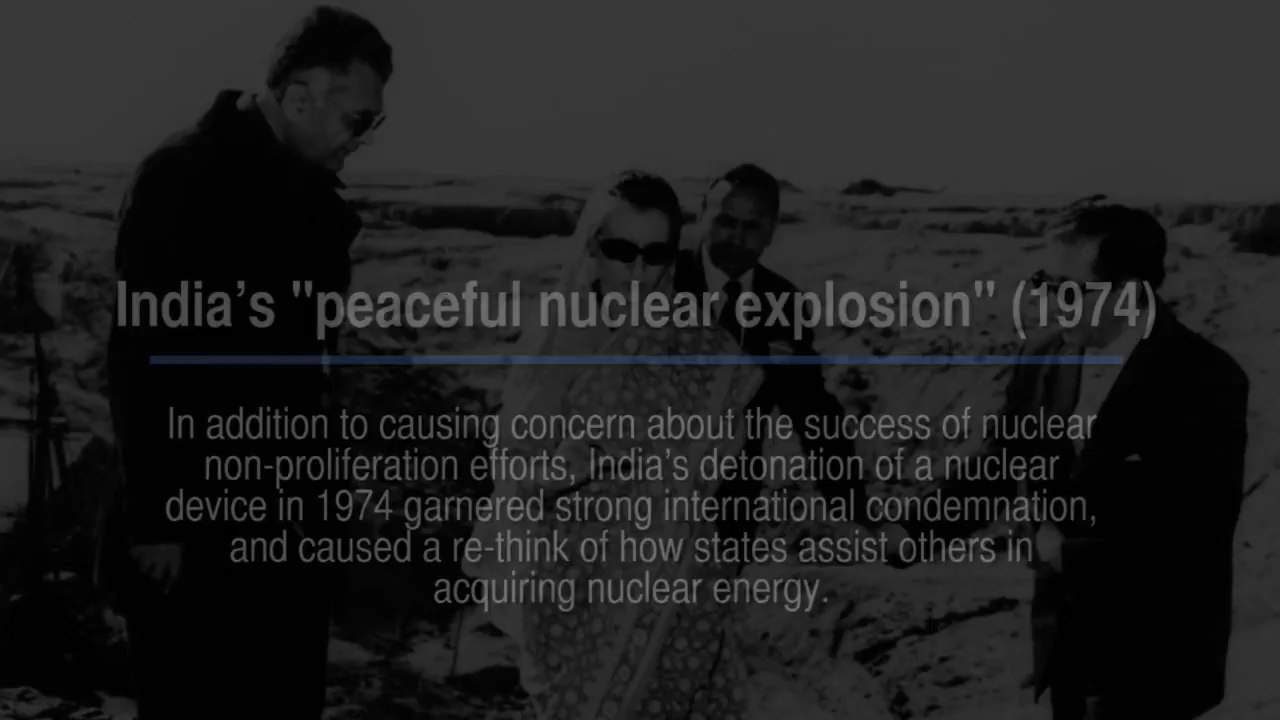 India’s "peaceful nuclear explosion" (1974)
In addition to causing concern about the success of nuclear
non-proliferation efforts, India’s detonation of a nuclear
device in 1974 garnered strong international condemnation,
and caused a re-think of how states assist others in
acquiring nuclear energy.